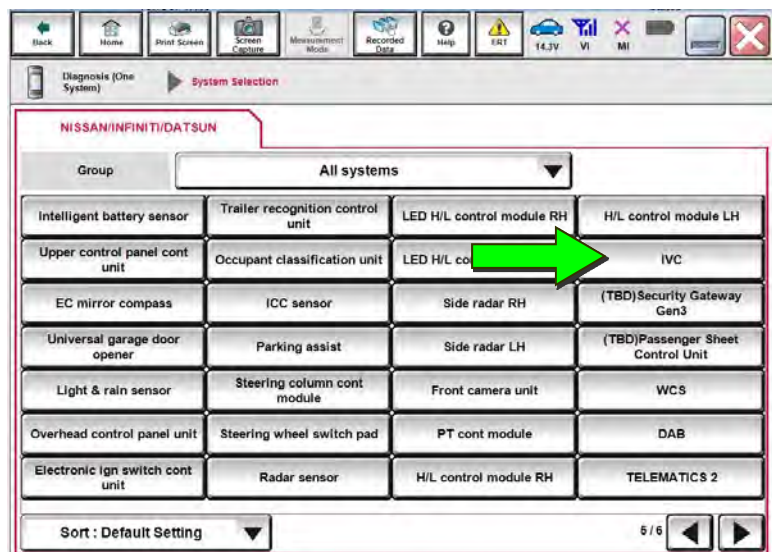 Back
Home
Print Screen
Screen
Capture
Measurement
Mode
Recorded
Data
Help
ERT
14.3V
VI
MI
Diagnosis (One
System)
System Selection
NISSAN/INFINITI/DATSUN
Group
All systems
Intelligent battery sensor
Trailer recognition control
unit
LED H/L control module RH
H/L control module LH
Upper control panel cont
unit
Occupant classification unit
LED H/L co
IVC
EC mirror compass
ICC sensor
Side radar RH
(TBD)Security Gateway
Gen3
Universal garage door
opener
Parking assist
Side radar LH
(TBD)Passenger Sheet
Control Unit
Light & rain sensor
Steering column cont
module
Front camera unit
WCS
Overhead control panel unit
Steering wheel switch pad
PT cont module
DAB
Electronic ign switch cont
unit
Radar sensor
H/L control module RH
TELEMATICS 2
Sort : Default Setting
5/6